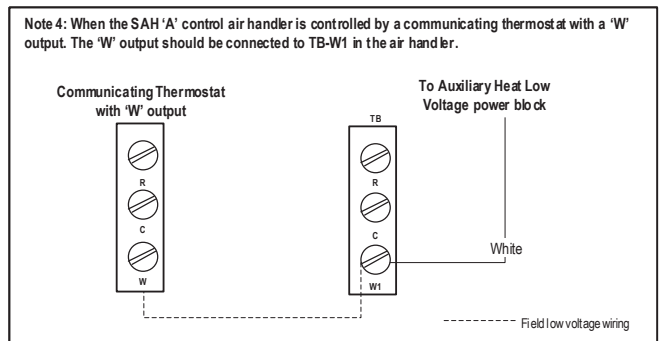 Note 4: When the SAH 'A' control air handler is controlled by a communicating thermostat with a 'W'
output. The 'W' output should be connected to TB-W1 in the air handler.
Communicating Thermostat
with 'W' output
To Auxiliary Heat Low
Voltage power block
TB
R
C
W
R
C
W1
White
Field low voltage wiring